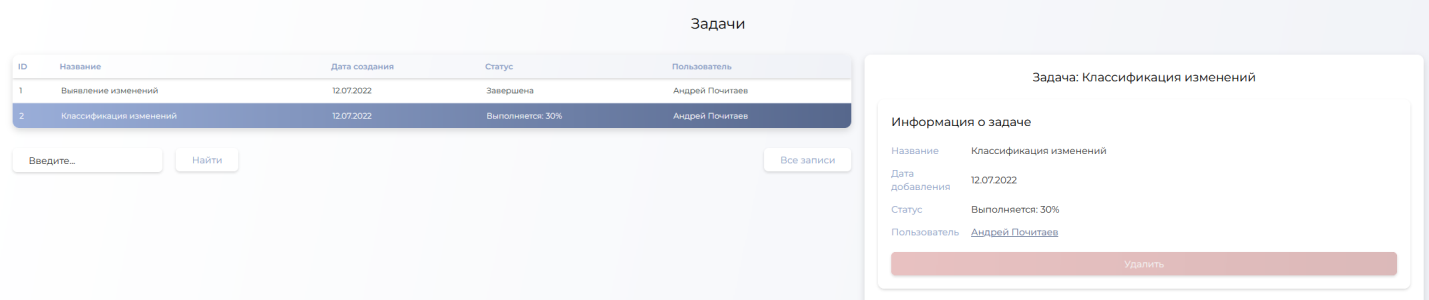 Задачи
ID Название Дата создания Статус Пользователь
1 Выявление изменений 12.07.2022 Завершена Андрей Почитаев
2 Классификация изменений 12.07.2022 Выполняется: 30% Андрей Почитаев
Введите... Найти Все записи
Задача: Классификация изменений
Информация о задаче
Название Классификация изменений
Дата
добавления 12.07.2022
Статус Выполняется: 30%
Пользователь Андрей Почитаев
Удалить